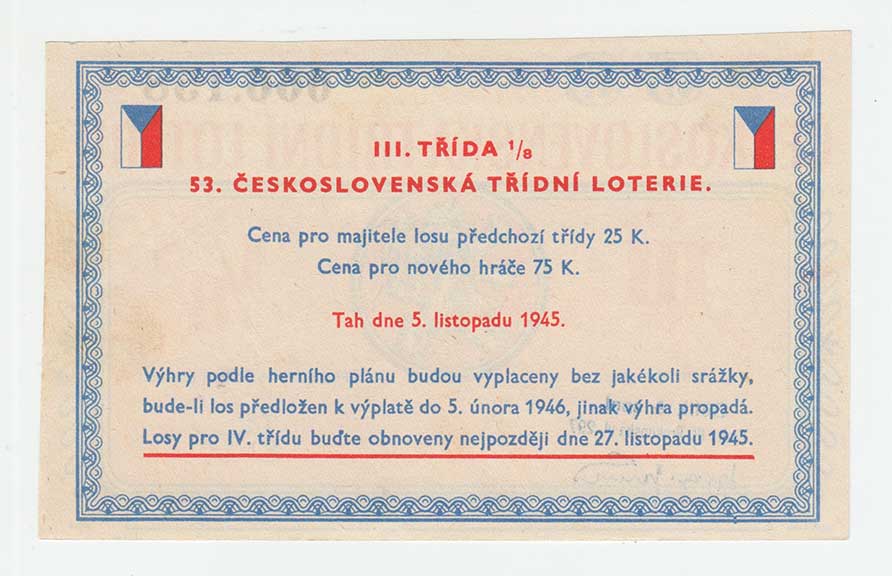 III. TŘÍDA 1/8
53. ČESKOSLOVENSKÁ TŘÍDNÍ LOTERIE.
Cena pro majitele losu předchozí třídy 25 K.
Cena pro nového hráče 75 K.
Tah dne 5. listopadu 1945.
Výhry podle herního plánu budou vyplaceny bez jakékoli srážky,
bude-li los předložen k výplatě do 5. února 1946, jinak výhra propadá.
Losy pro IV. třídu buďte obnoveny nejpozději dne 27. listopadu 1945.